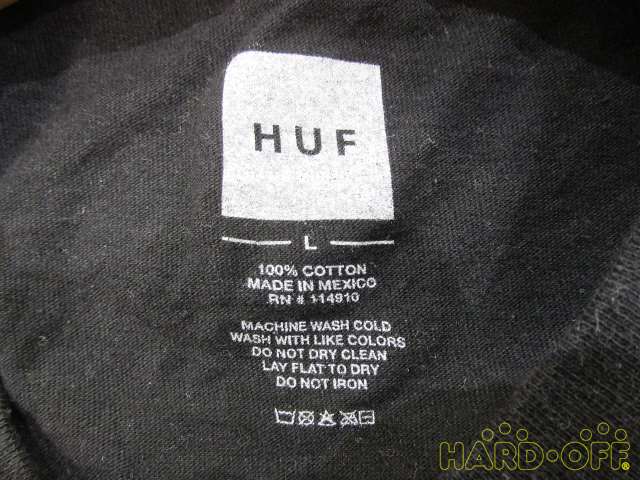 HUF
L
100% COTTON
MADE IN MEXICO
RN # 114910
MACHINE WASH COLD
WASH WITH LIKE COLORS
DO NOT DRY CLEAN
LAY FLAT TO DRY
DO NOT IRON
HARD-OFF